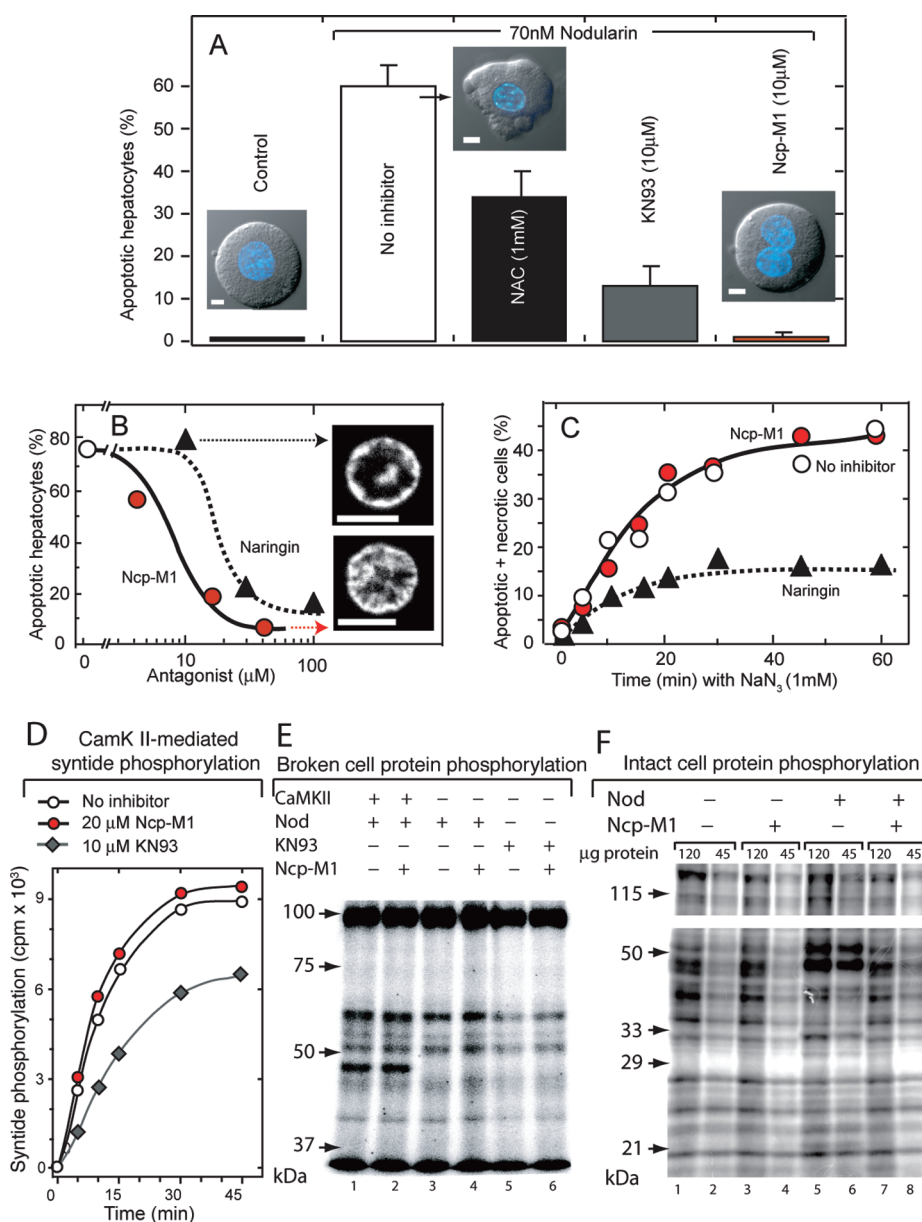 A
70nM Nodularin
Apoptotic hepatocytes (%)
60
50
40
30
20
10
0
Control
No inhibitor
NAC (1mM)
KN93 (10μM)
Ncp-M1 (10μM)
B
Apoptotic hepatocytes (%)
100
80
60
40
20
0
Ncp-M1
Naringin
0
10
100
Antagonist (μM)
C
Apoptotic + necrotic cells (%)
40
30
20
10
0
Ncp-M1
No inhibitor
Naringin
0
20
40
60
Time (min) with NaN3 (1mM)
D
CamK II-mediated
syntide phosphorylation
No inhibitor
20 μM Ncp-M1
10 μM KN93
Syntide phosphorylation (cpm x 10³)
9
6
3
0
0 15 30 45
Time (min)
E
Broken cell protein phosphorylation
CaMKII + + − − − −
Nod + + + + − −
KN93 − − − − + +
Ncp-M1 − + − + − +
100
75
50
37
kDa
1 2 3 4 5 6
F
Intact cell protein phosphorylation
Nod − − + +
Ncp-M1 − + − +
μg protein 120 45 120 45 120 45 120 45
115
50
33
29
21
kDa
1 2 3 4 5 6 7 8